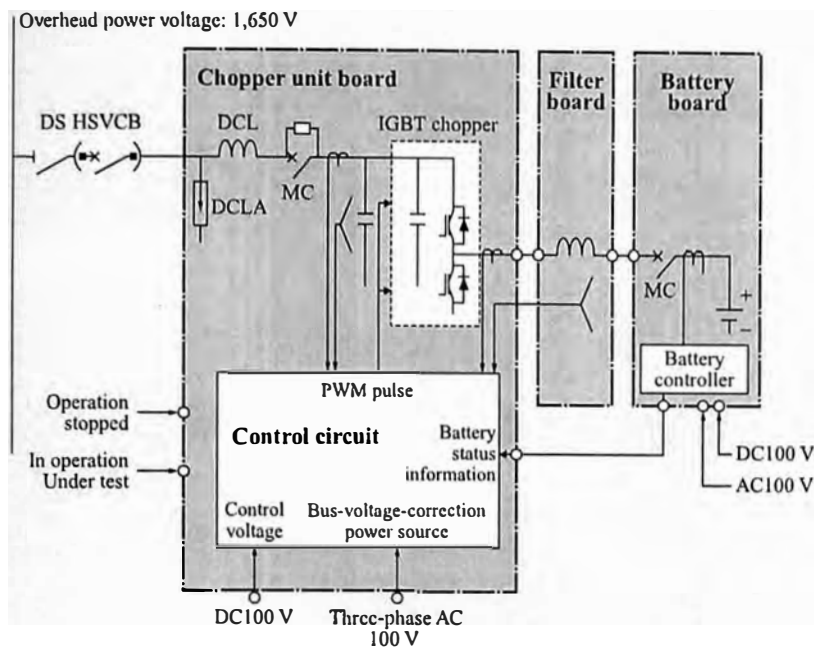 Overhead power voltage: 1,650 V
Chopper unit board
Filter
board
Battery
board
DS HSVCB
DCL
IGBT chopper
MC
DCLA
MC
+
−
Battery
controller
PWM pulse
Operation
stopped
Control circuit
Battery
status
information
In operation
Under test
DC100 V
AC100 V
Control
voltage
Bus-voltage-correction
power source
DC100 V
Three-phase AC
100 V